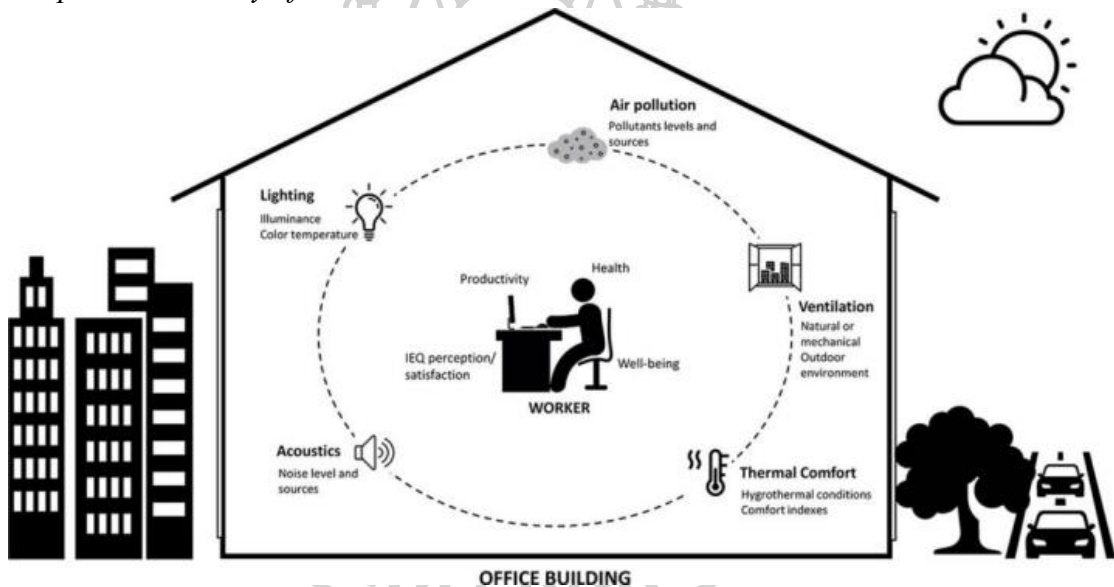 Air pollution
Pollutants levels and
sources
Lighting
Illuminance
Color temperature
Health
Productivity
Ventilation
Natural or
mechanical
Outdoor
environment
IEQ perception/
satisfaction
Well-being
WORKER
Acoustics
Noise level and
sources
Thermal Comfort
Hygrothermal conditions
Comfort indexes
OFFICE BUILDING